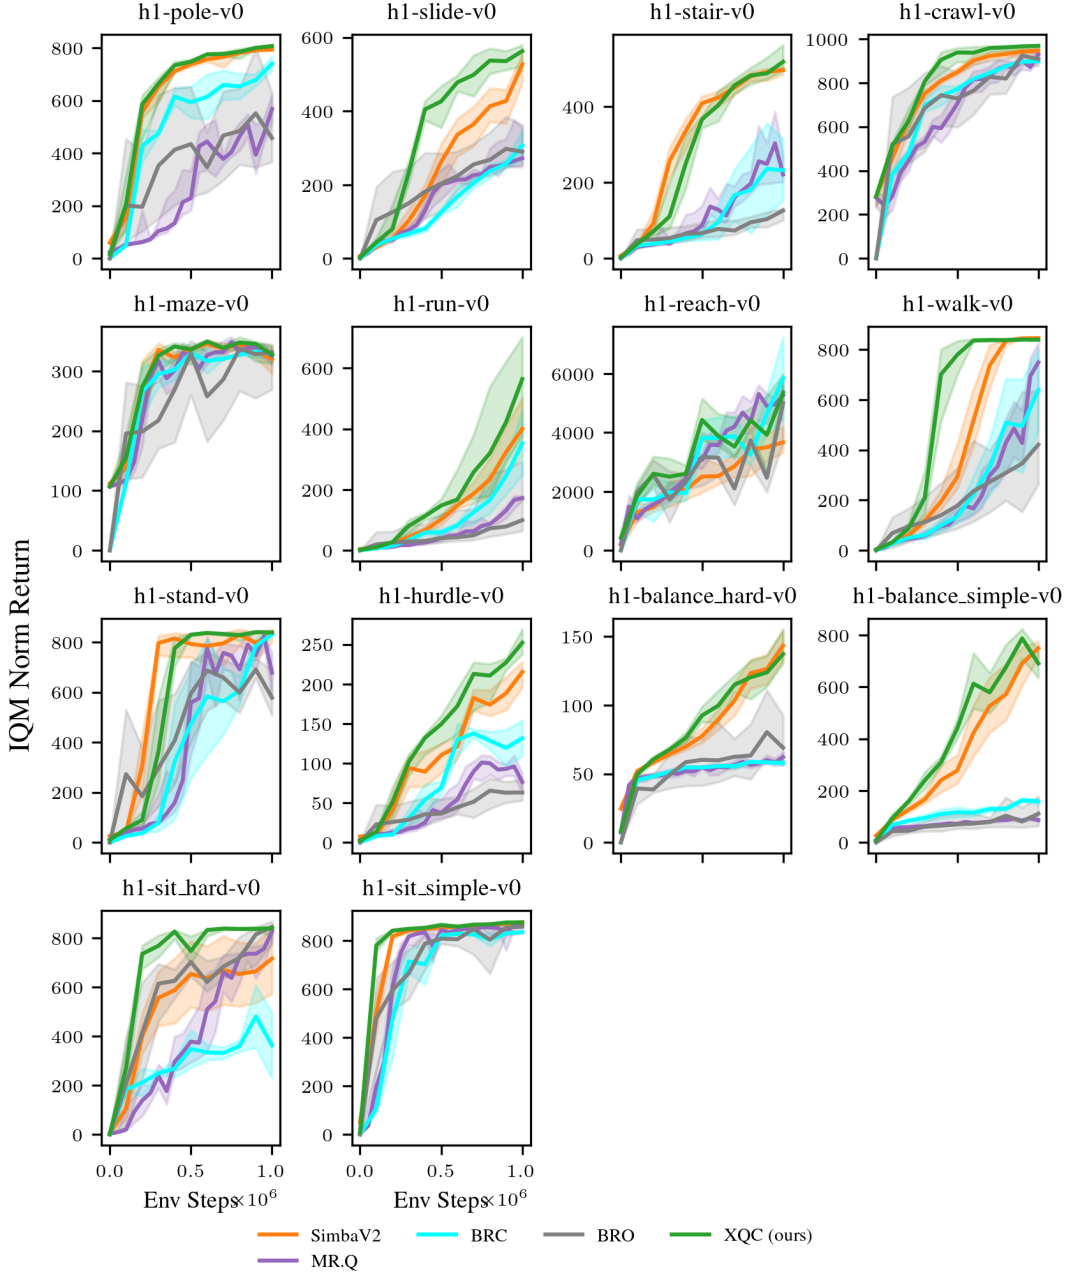 h1-pole-v0 h1-slide-v0 h1-stair-v0 h1-crawl-v0
800 600 400 200 0
600 400 200 0
400 200 0
1000 800 600 400 200 0
h1-maze-v0 h1-run-v0 h1-reach-v0 h1-walk-v0
300 200 100 0
600 400 200 0
6000 4000 2000 0
800 600 400 200 0
IQM Norm Return
h1-stand-v0 h1-hurdle-v0 h1-balance_hard-v0 h1-balance_simple-v0
800 600 400 200 0
250 200 150 100 50 0
150 100 50 0
800 600 400 200 0
h1-sit_hard-v0 h1-sit_simple-v0
800 600 400 200 0
800 600 400 200 0
0.0 0.5 1.0 0.0 0.5 1.0
Env Steps ×10⁶ Env Steps ×10⁶
SimbaV2 BRC BRO XQC (ours)
MR.Q